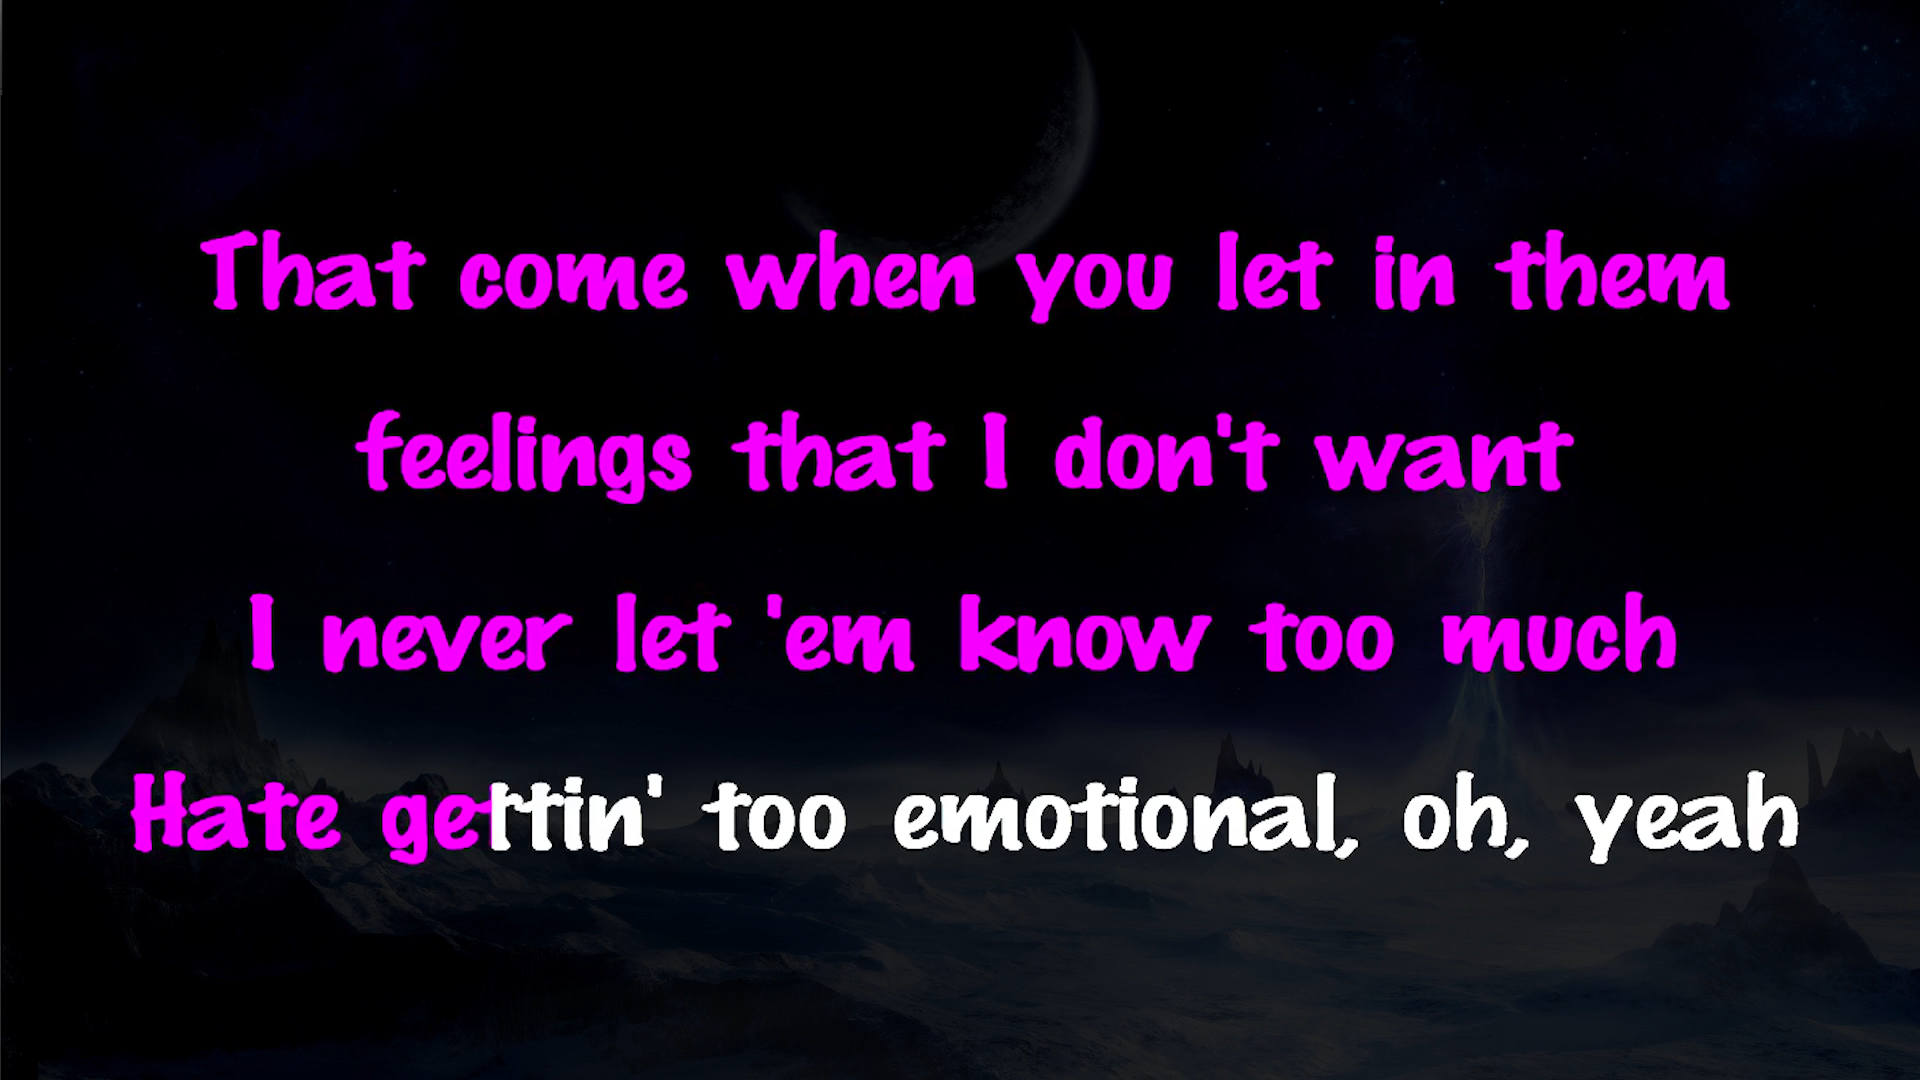 That come when you let in them
feelings that I don't want
I never let 'em know too much
Hate gettin' too emotional, oh, yeah